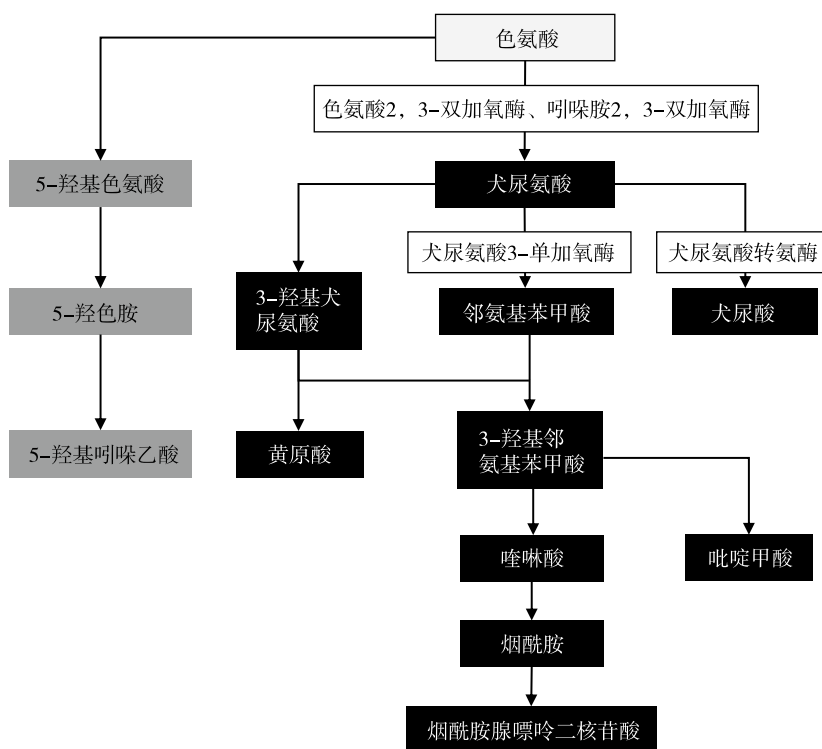 色氨酸
色氨酸2，3-双加氧酶、吲哚胺2，3-双加氧酶
5-羟基色氨酸
犬尿氨酸
犬尿氨酸3-单加氧酶
犬尿氨酸转氨酶
5-羟色胺
3-羟基犬
尿氨酸
邻氨基苯甲酸
犬尿酸
5-羟基吲哚乙酸
黄原酸
3-羟基邻
氨基苯甲酸
喹啉酸
吡啶甲酸
烟酰胺
烟酰胺腺嘌呤二核苷酸